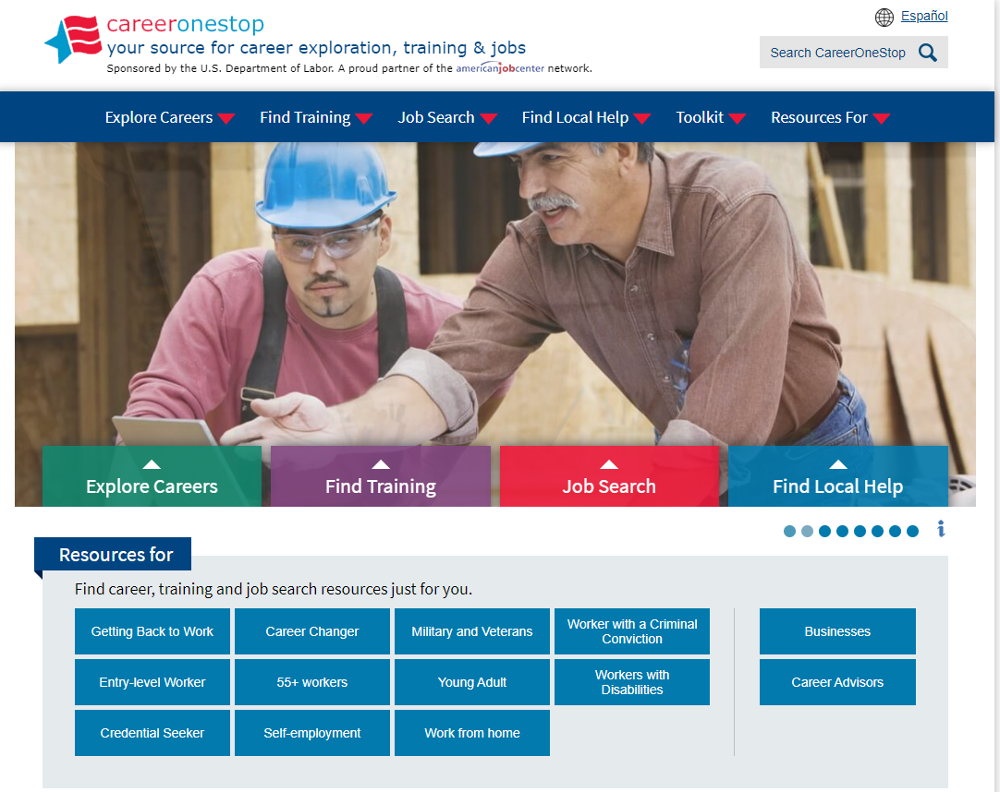 careeronestop
your source for career exploration, training & jobs
Sponsored by the U.S. Department of Labor. A proud partner of the americanjobcenter network.
Español
Search CareerOneStop
Explore Careers
Find Training
Job Search
Find Local Help
Toolkit
Resources For
Explore Careers
Find Training
Job Search
Find Local Help
i
Resources for
Find career, training and job search resources just for you.
Getting Back to Work
Career Changer
Military and Veterans
Worker with a Criminal
Conviction
Businesses
Entry-level Worker
55+ workers
Young Adult
Workers with
Disabilities
Career Advisors
Credential Seeker
Self-employment
Work from home